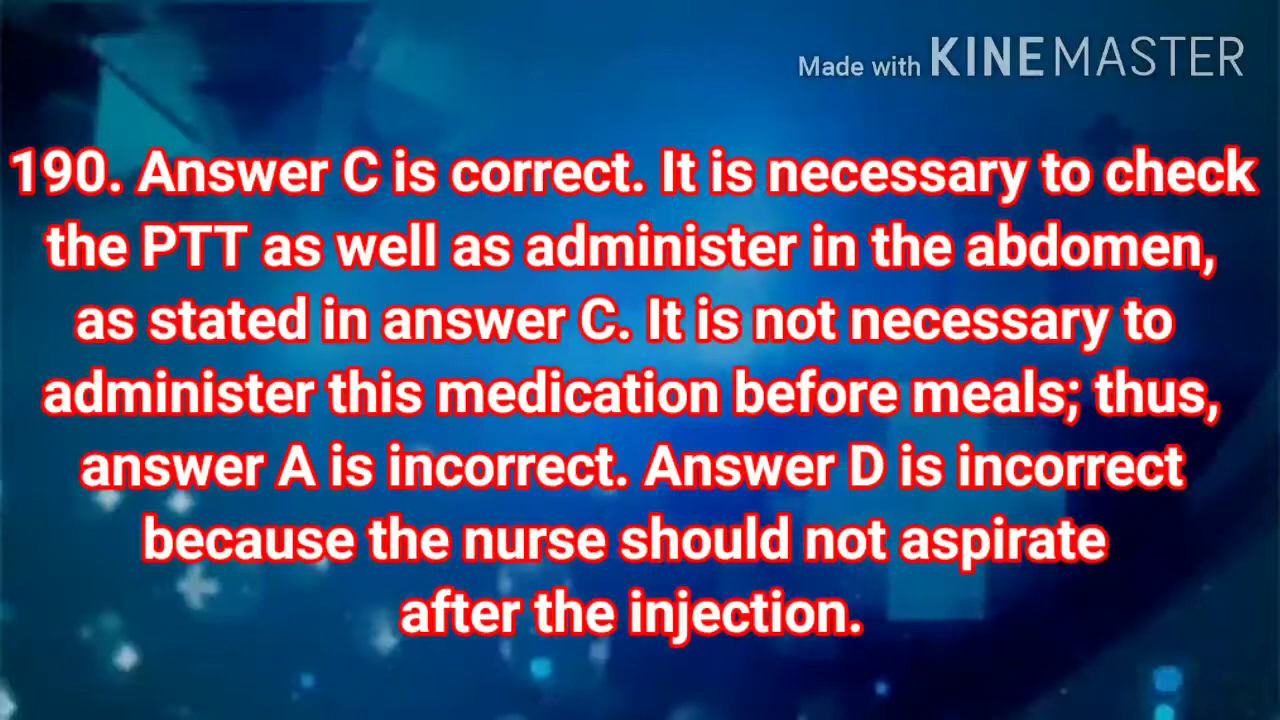 Made with KINEMASTER
190. Answer C is correct. It is necessary to check
the PTT as well as administer in the abdomen,
as stated in answer C. It is not necessary to
administer this medication before meals; thus,
answer A is incorrect. Answer D is incorrect
because the nurse should not aspirate
after the injection.